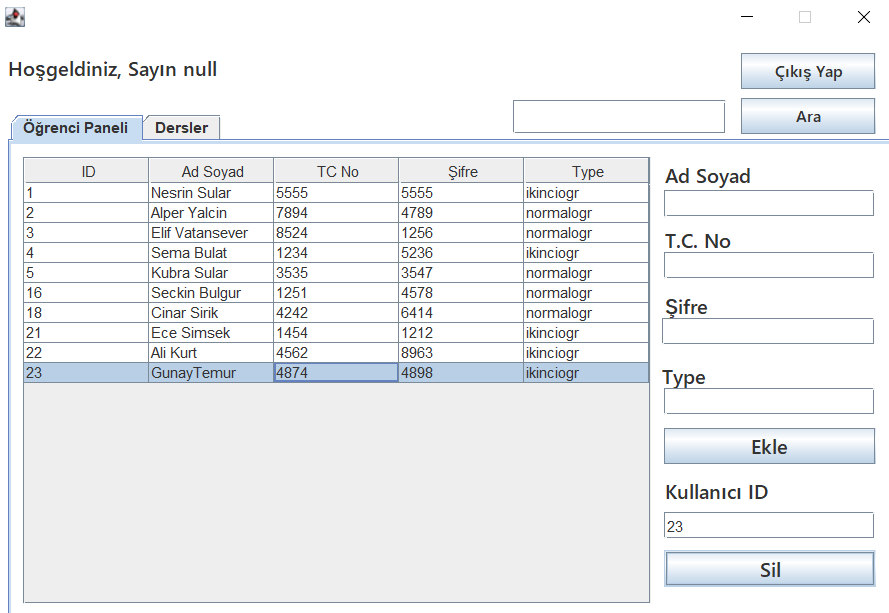 Hoşgeldiniz, Sayın null
Çıkış Yap
Ara
Öğrenci Paneli Dersler
ID Ad Soyad TC No Şifre Type
1 Nesrin Sular 5555 5555 ikinciogr
2 Alper Yalcin 7894 4789 normalogr
3 Elif Vatansever 8524 1256 normalogr
4 Sema Bulat 1234 5236 ikinciogr
5 Kubra Sular 3535 3547 normalogr
16 Seckin Bulgur 1251 4578 normalogr
18 Cinar Sirik 4242 6414 normalogr
21 Ece Simsek 1454 1212 ikinciogr
22 Ali Kurt 4562 8963 ikinciogr
23 GunayTemur 4874 4898 ikinciogr
Ad Soyad
T.C. No
Şifre
Type
Ekle
Kullanıcı ID
23
Sil